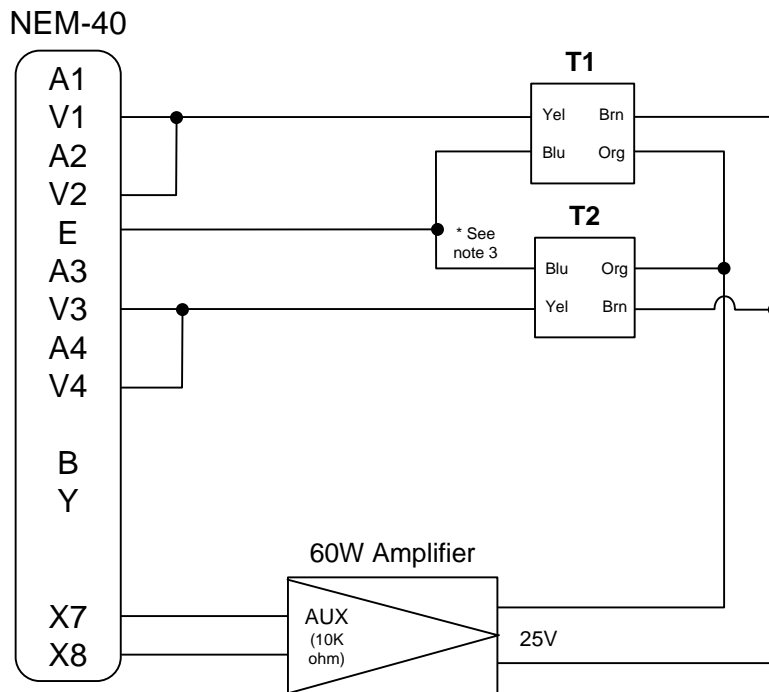 NEM-40
A1
V1
A2
V2
E
A3
V3
A4
V4
B
Y
X7
X8
T1
Yel Brn
Blu Org
* See
note 3
T2
Blu Org
Yel Brn
60W Amplifier
AUX
(10K
ohm)
25V